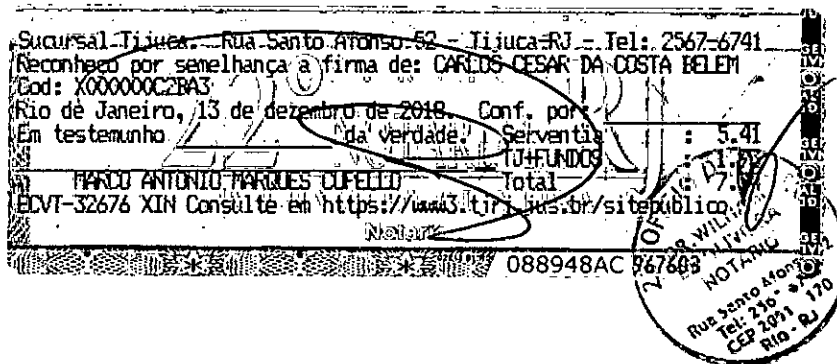 Sucursal Tijuca. Rua Santo Afonso 52 - Tijuca-RJ - Tel: 2567-6741
Reconheço por semelhança a firma de: CARLOS CESAR DA COSTA BELEM
Cod: X000000C2BA3
Rio de Janeiro, 13 de dezembro de 2018. Conf. por:
Em testemunho da verdade. Serventia : 5.41
TJ+FUNDOS :
MARCO ANTONIO MARQUES CUPELLO Total :
ECVT-32676 XIN Consulte em https://www3.tjrj.jus.br/sitepublico
22º
Notar
088948AC 967603
NOTÁRIO
Rua Santo Afonso
Tel:
CEP
RIO - RJ